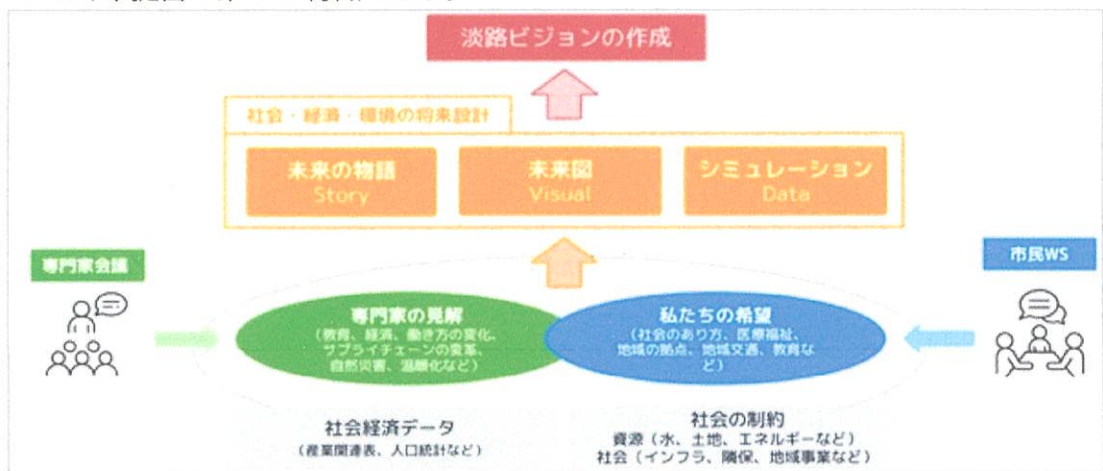 淡路ビジョンの作成
社会・経済・環境の将来設計
未来の物語
Story
未来図
Visual
シミュレーション
Data
専門家会議
市民WS
専門家の見解
(教育、経済、働き方の変化、
サプライチェーンの変革、
自然災害、温暖化など)
私たちの希望
(社会のあり方、医療福祉、
地域の拠点、地域交通、教育な
ど)
社会経済データ
(産業関連表、人口統計など)
社会の制約
資源(水、土地、エネルギーなど)
社会(インフラ、隣保、地域事業など)